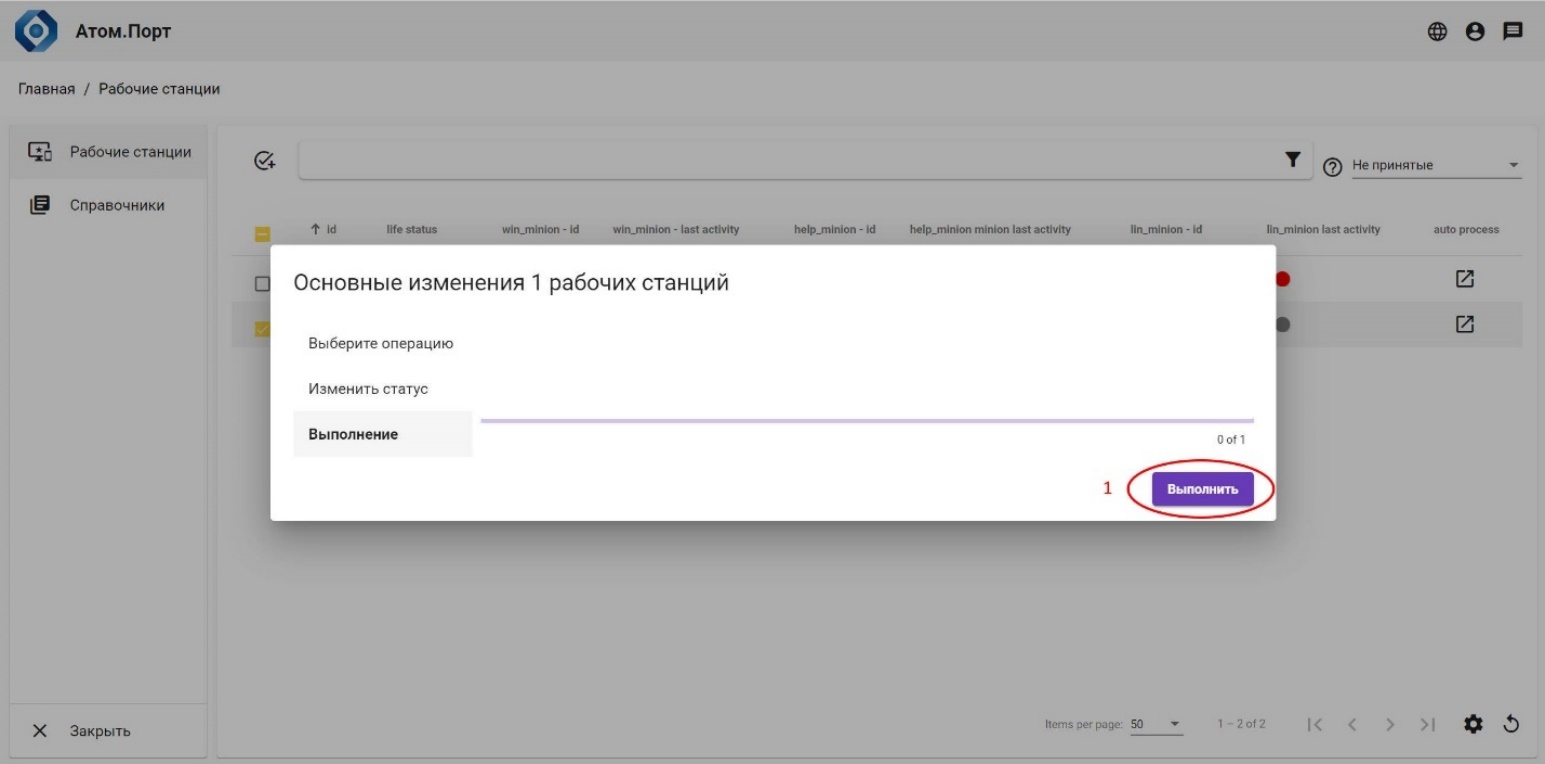 Атом.Порт
Главная / Рабочие станции
Рабочие станции
Справочники
Не принятые
id life status win_minion - id win_minion - last activity help_minion - id help_minion minion last activity lin_minion - id lin_minion last activity auto process
Основные изменения 1 рабочих станций
Выберите операцию
Изменить статус
Выполнение
0 of 1
1 Выполнить
Закрыть
Items per page: 50 1 – 2 of 2